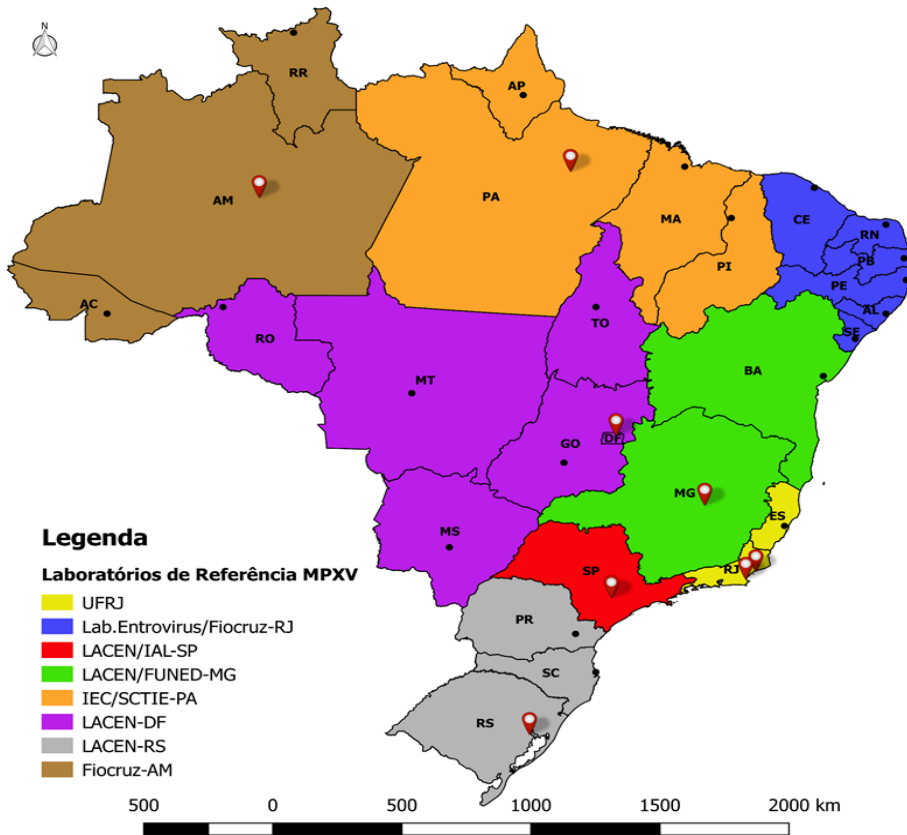 N
RR
AP
AM
PA
MA
CE
RN
PB
PI
PE
AL
SE
AC
RO
TO
MT
BA
GO
DF
MG
ES
MS
SP
RJ
PR
SC
RS
Legenda
Laboratórios de Referência MPXV
UFRJ
Lab.Entrovirus/Fiocruz-RJ
LACEN/IAL-SP
LACEN/FUNED-MG
IEC/SCTIE-PA
LACEN-DF
LACEN-RS
Fiocruz-AM
500 0 500 1000 1500 2000 km